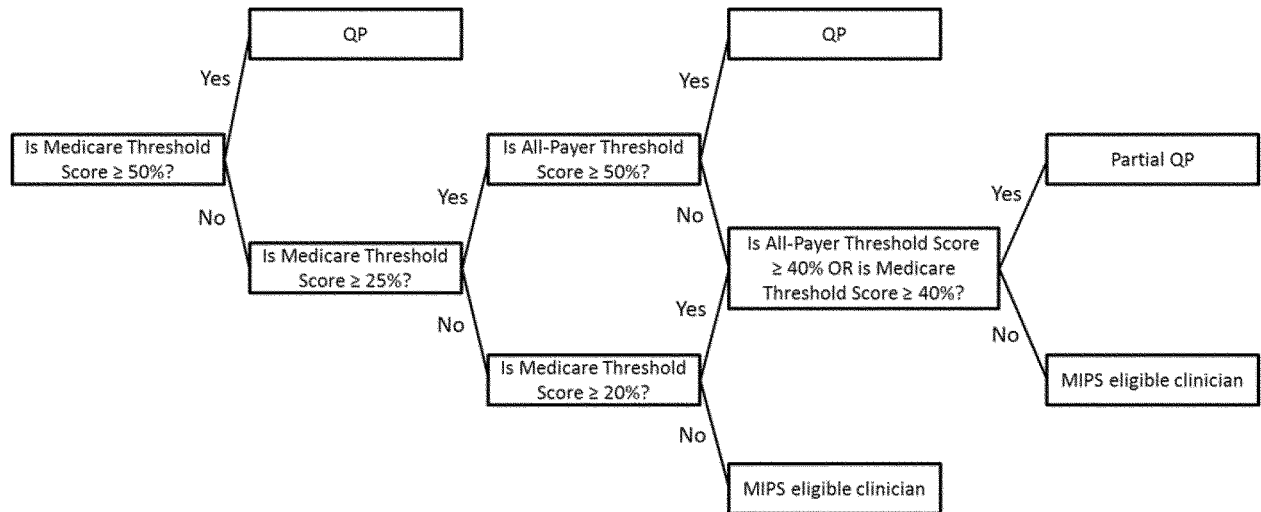 QP
QP
Yes
Yes
Is Medicare Threshold
Score ≥ 50%?
Is All-Payer Threshold
Score ≥ 50%?
Partial QP
Yes
Yes
No
No
Is Medicare Threshold
Score ≥ 25%?
Is All-Payer Threshold Score
≥ 40% OR is Medicare
Threshold Score ≥ 40%?
Yes
No
No
Is Medicare Threshold
Score ≥ 20%?
MIPS eligible clinician
No
MIPS eligible clinician